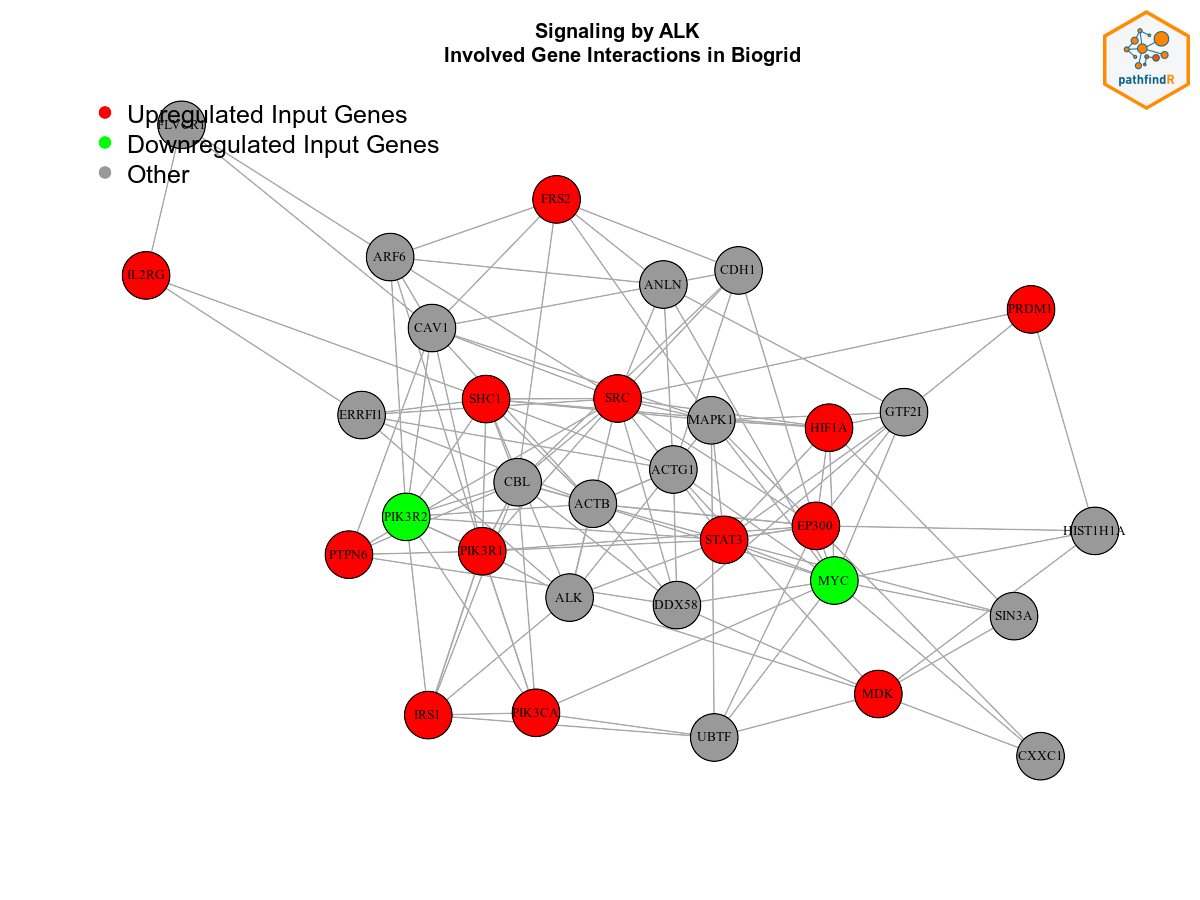 Signaling by ALK
Involved Gene Interactions in Biogrid
pathfindR
Upregulated Input Genes
Downregulated Input Genes
Other
FLVCR1
FRS2
ARF6
CDH1
IL2RG
ANLN
PRDM1
CAV1
SHC1
SRC
ERRFI1
MAPK1
HIF1A
GTF2I
ACTG1
CBL
ACTB
PIK3R2
EP300
HIST1H1A
STAT3
PTPN6
PIK3R1
MYC
ALK
DDX58
SIN3A
MDK
IRS1
PIK3CA
UBTF
CXXC1